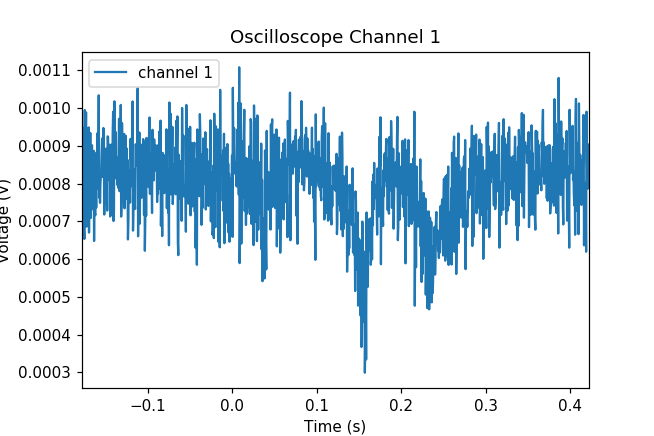 Oscilloscope Channel 1
channel 1
0.0011
0.0010
0.0009
0.0008
0.0007
0.0006
0.0005
0.0004
0.0003
Voltage (V)
−0.1 0.0 0.1 0.2 0.3 0.4
Time (s)